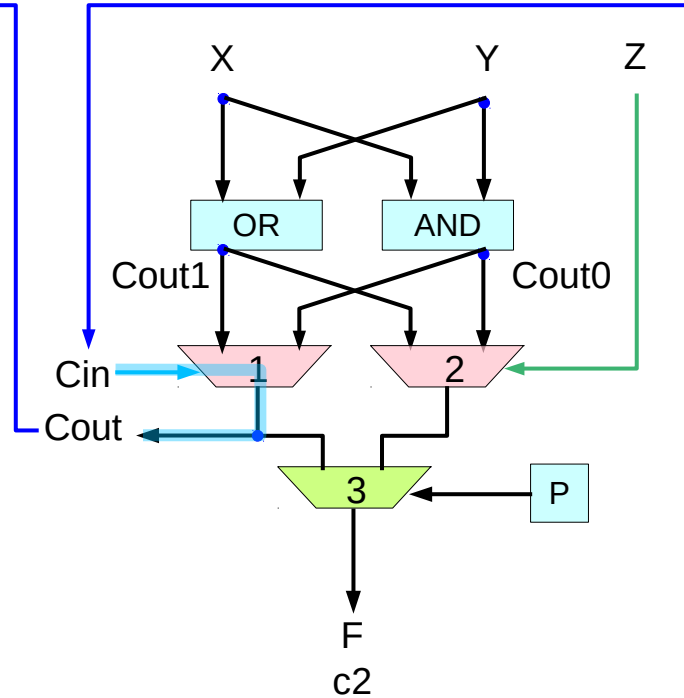 X Y Z
OR AND
Cout1 Cout0
Cin 1 2
Cout
3 P
F
c2